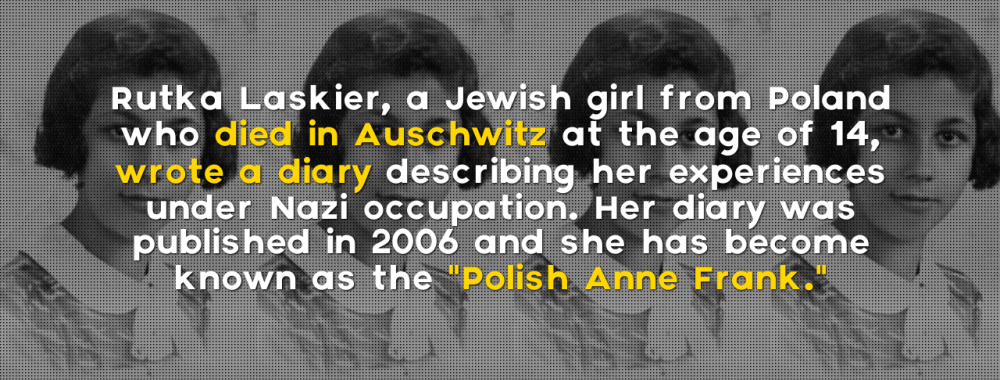 Rutka Laskier, a Jewish girl from Poland
who died in Auschwitz at the age of 14,
wrote a diary describing her experiences
under Nazi occupation. Her diary was
published in 2006 and she has become
known as the "Polish Anne Frank."